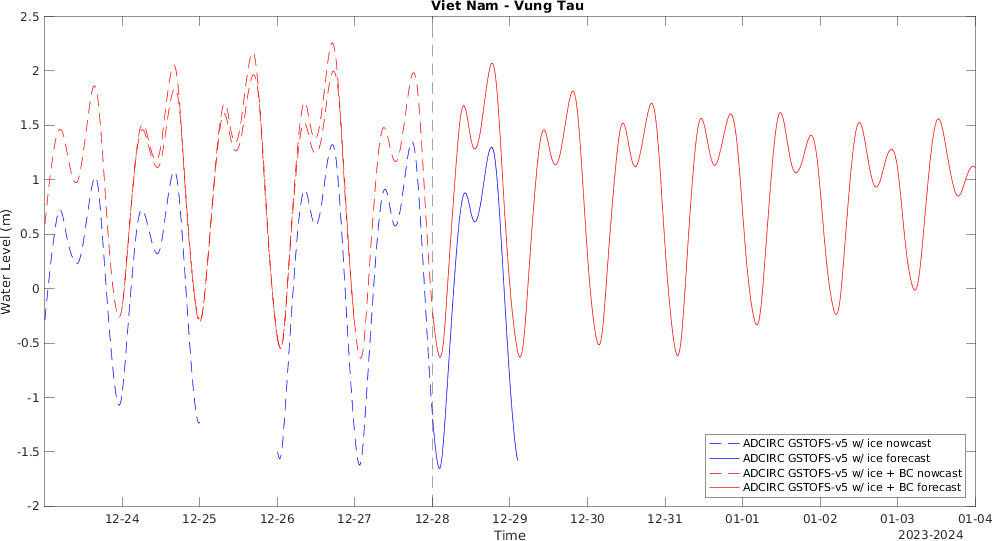 Viet Nam - Vung Tau
2.5
2
1.5
1
0.5
0
-0.5
-1
-1.5
-2
Water Level (m)
ADCIRC GSTOFS-v5 w/ ice nowcast
ADCIRC GSTOFS-v5 w/ ice forecast
ADCIRC GSTOFS-v5 w/ ice + BC nowcast
ADCIRC GSTOFS-v5 w/ ice + BC forecast
12-24 12-25 12-26 12-27 12-28 12-29 12-30 12-31 01-01 01-02 01-03 01-04
Time
2023-2024